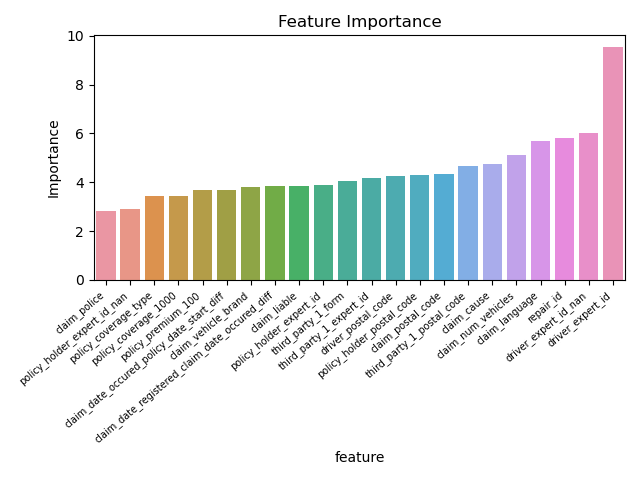 Feature Importance
10
8
6
4
2
0
Importance
claim_police
policy_holder_expert_id_nan
policy_coverage_type
policy_coverage_1000
policy_premium_100
claim_date_occured_policy_date_start_diff
claim_vehicle_brand
claim_date_registered_claim_date_occured_diff
claim_liable
policy_holder_expert_id
third_party_1_form
third_party_1_expert_id
driver_postal_code
policy_holder_postal_code
claim_postal_code
third_party_1_postal_code
claim_cause
claim_num_vehicles
claim_language
repair_id
driver_expert_id_nan
driver_expert_id
feature